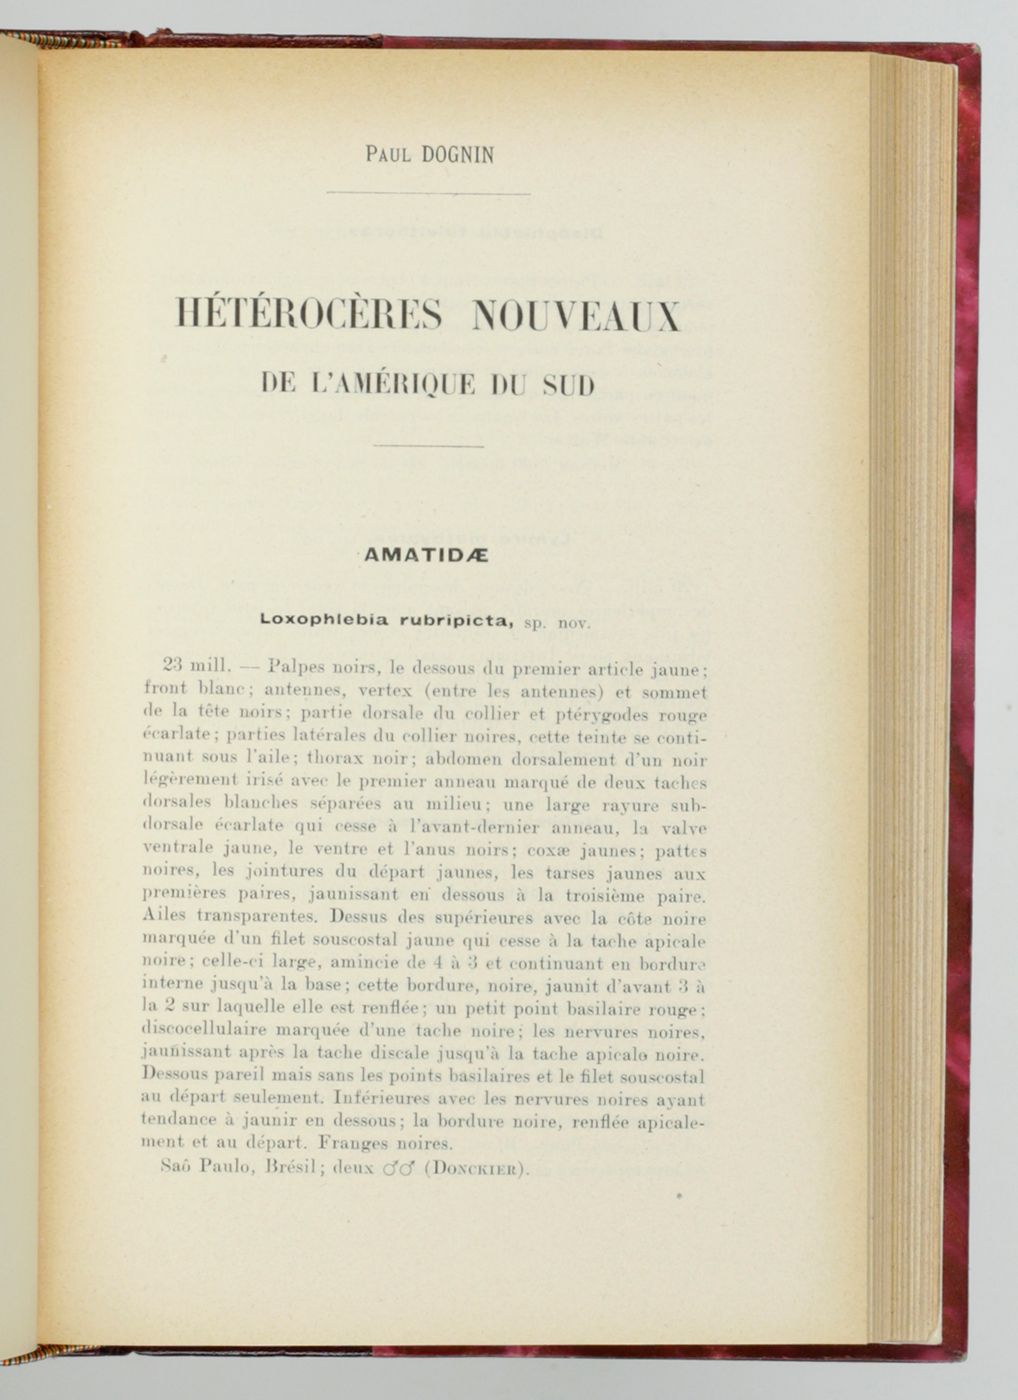 PAUL DOGNIN
HÉTÉROCÈRES NOUVEAUX
DE L'AMÉRIQUE DU SUD
AMATIDÆ
Loxophlebia rubripicta, sp. nov.
23 mill. — Palpes noirs, le dessous du premier article jaune;
front blanc; antennes, vertex (entre les antennes) et sommet
de la tête noirs; partie dorsale du collier et ptérygodes rouge
écarlate; parties latérales du collier noires, cette teinte se conti-
nuant sous l'aile; thorax noir; abdomen dorsalement d'un noir
légèrement irisé avec le premier anneau marqué de deux taches
dorsales blanches séparées au milieu; une large rayure sub-
dorsale écarlate qui cesse à l'avant-dernier anneau, la valve
ventrale jaune, le ventre et l'anus noirs; coxæ jaunes; pattes
noires, les jointures du départ jaunes, les tarses jaunes aux
premières paires, jaunissant en dessous à la troisième paire.
Ailes transparentes. Dessus des supérieures avec la côte noire
marquée d'un filet souscostal jaune qui cesse à la tache apicale
noire; celle-ci large, amincie de 4 à 3 et continuant en bordure
interne jusqu'à la base; cette bordure, noire, jaunit d'avant 3 à
la 2 sur laquelle elle est renflée; un petit point basilaire rouge;
discocellulaire marquée d'une tache noire; les nervures noires,
jaunissant après la tache discale jusqu'à la tache apicale noire.
Dessous pareil mais sans les points basilaires et le filet souscostal
au départ seulement. Inférieures avec les nervures noires ayant
tendance à jaunir en dessous; la bordure noire, renflée apicale-
ment et au départ. Franges noires.
Saô Paulo, Brésil; deux ♂♂ (DONCKIER).